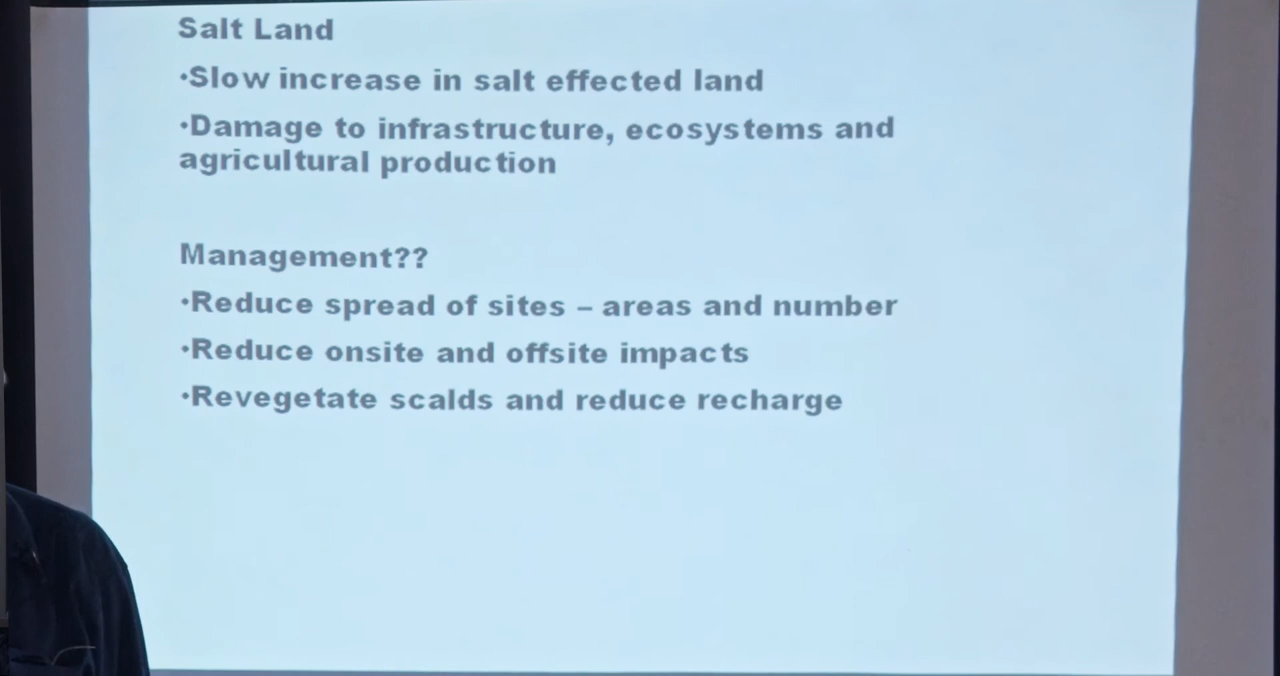 Salt Land
•Slow increase in salt effected land
•Damage to infrastructure, ecosystems and
agricultural production
Management??
•Reduce spread of sites – areas and number
•Reduce onsite and offsite impacts
•Revegetate scalds and reduce recharge